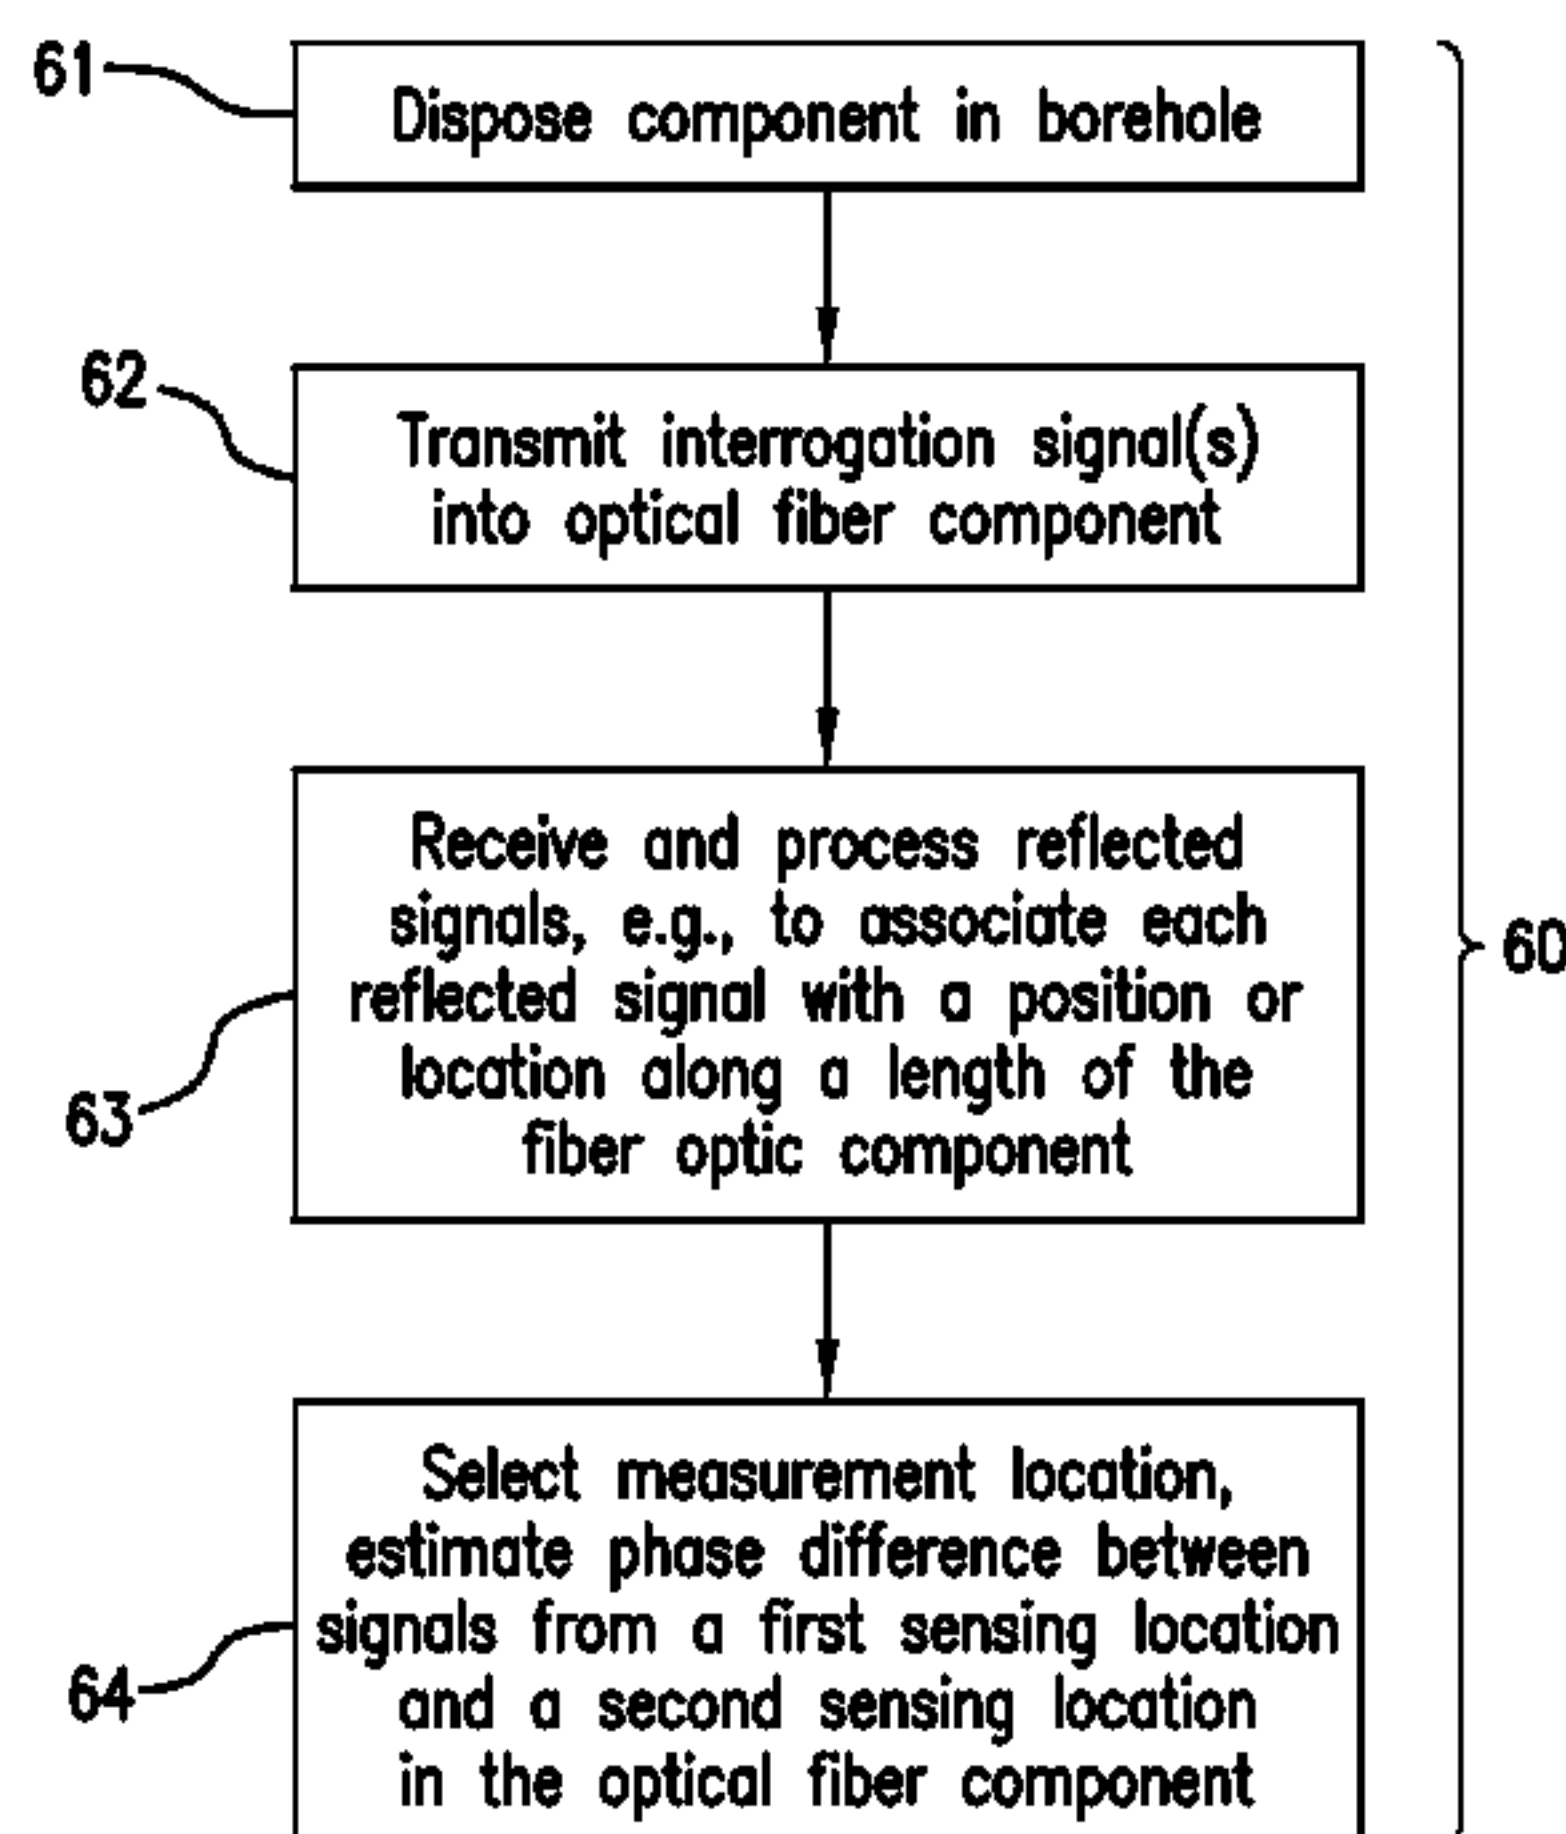 61
Dispose component in borehole
62
Transmit interrogation signal(s)
into optical fiber component
63
Receive and process reflected
signals, e.g., to associate each
reflected signal with a position or
location along a length of the
fiber optic component
60
64
Select measurement location,
estimate phase difference between
signals from a first sensing location
and a second sensing location
in the optical fiber component